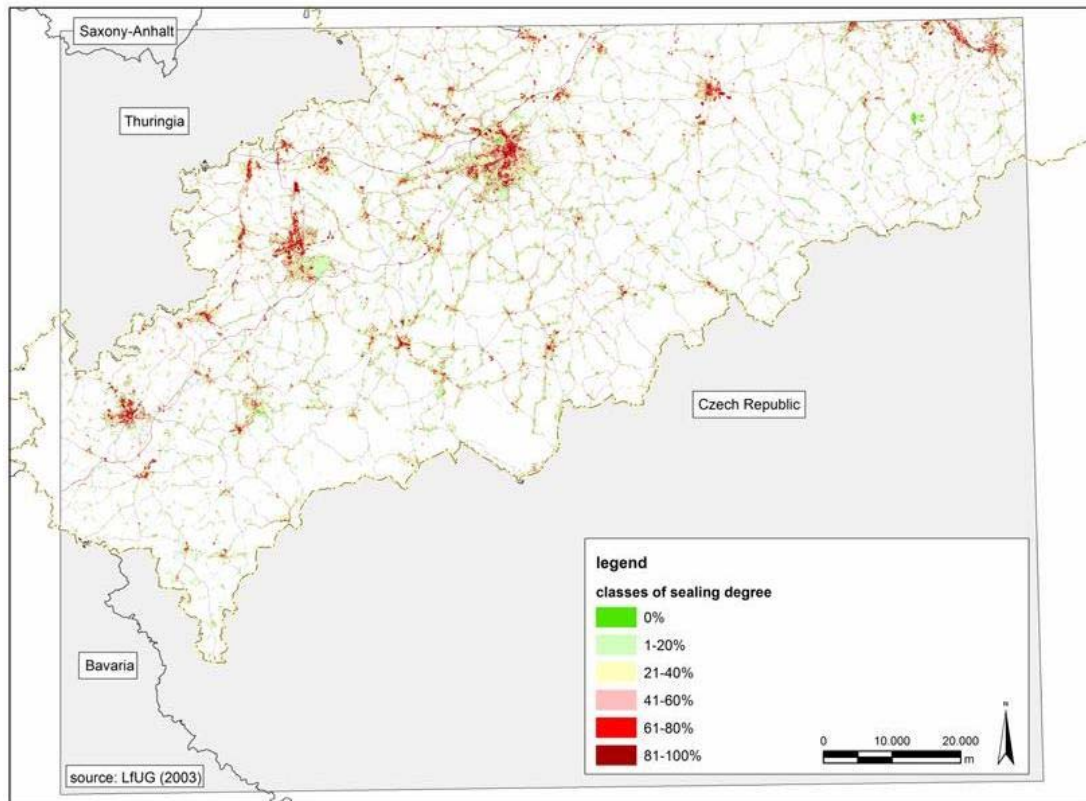 Saxony-Anhalt
Thuringia
Czech Republic
Bavaria
legend
classes of sealing degree
0%
1-20%
21-40%
41-60%
61-80%
81-100%
N
0 10.000 20.000
m
source: LfUG (2003)